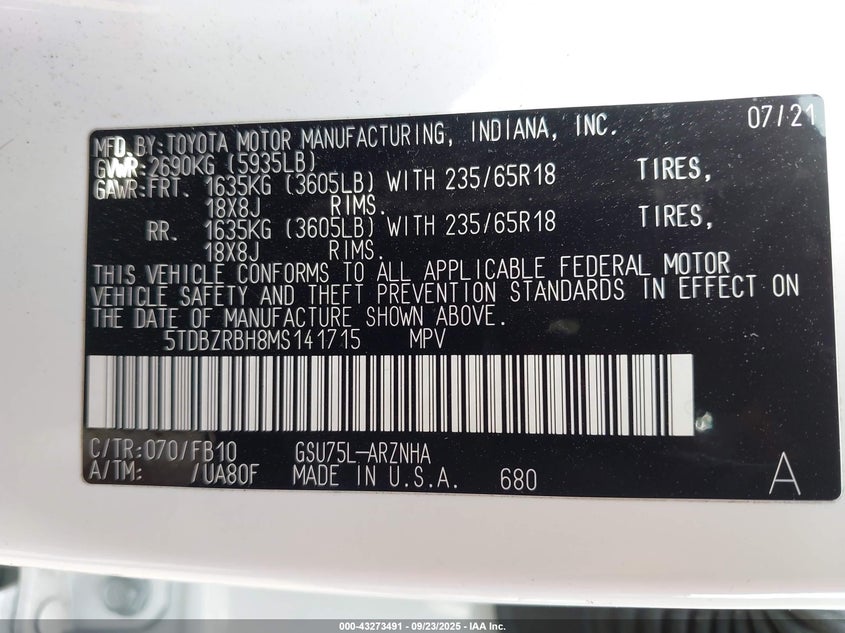 07/21
MFD. BY: TOYOTA MOTOR MANUFACTURING, INDIANA, INC.
GVWR: 2690KG (5935LB)
GAWR: FRT. 1635KG (3605LB) WITH 235/65R18 TIRES,
18X8J RIMS.
RR. 1635KG (3605LB) WITH 235/65R18 TIRES,
18X8J RIMS.
THIS VEHICLE CONFORMS TO ALL APPLICABLE FEDERAL MOTOR
VEHICLE SAFETY AND THEFT PREVENTION STANDARDS IN EFFECT ON
THE DATE OF MANUFACTURE SHOWN ABOVE.
5TDBZRBH8MS141715 MPV
C/TR: 070/FB10 GSU75L-ARZNHA
A/TM: /UA80F MADE IN U.S.A. 680 A
000-43273491 - 09/23/2025 - IAA Inc.